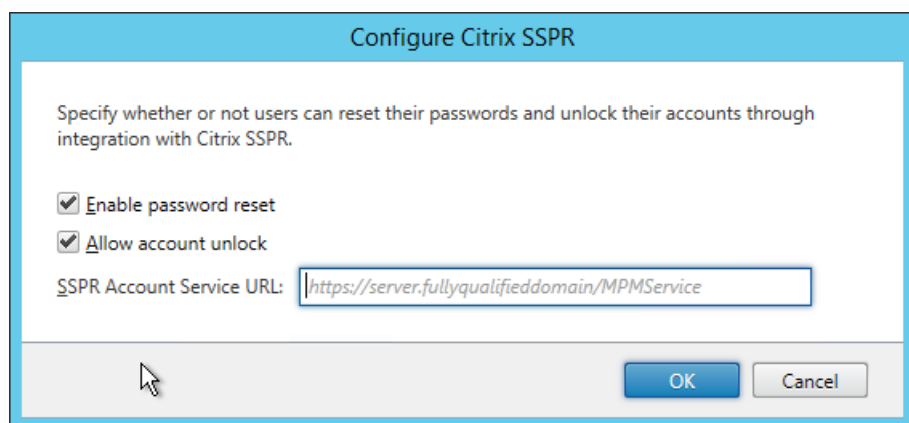 Configure Citrix SSPR
Specify whether or not users can reset their passwords and unlock their accounts through
integration with Citrix SSPR.
Enable password reset
Allow account unlock
SSPR Account Service URL: https://server.fullyqualifieddomain/MPMService
OK Cancel